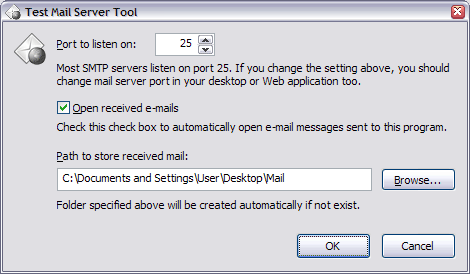 Test Mail Server Tool
Port to listen on: 25
Most SMTP servers listen on port 25. If you change the setting above, you should
change mail server port in your desktop or Web application too.
Open received e-mails
Check this check box to automatically open e-mail messages sent to this program.
Path to store received mail:
C:\Documents and Settings\User\Desktop\Mail
Browse...
Folder specified above will be created automatically if not exist.
OK
Cancel